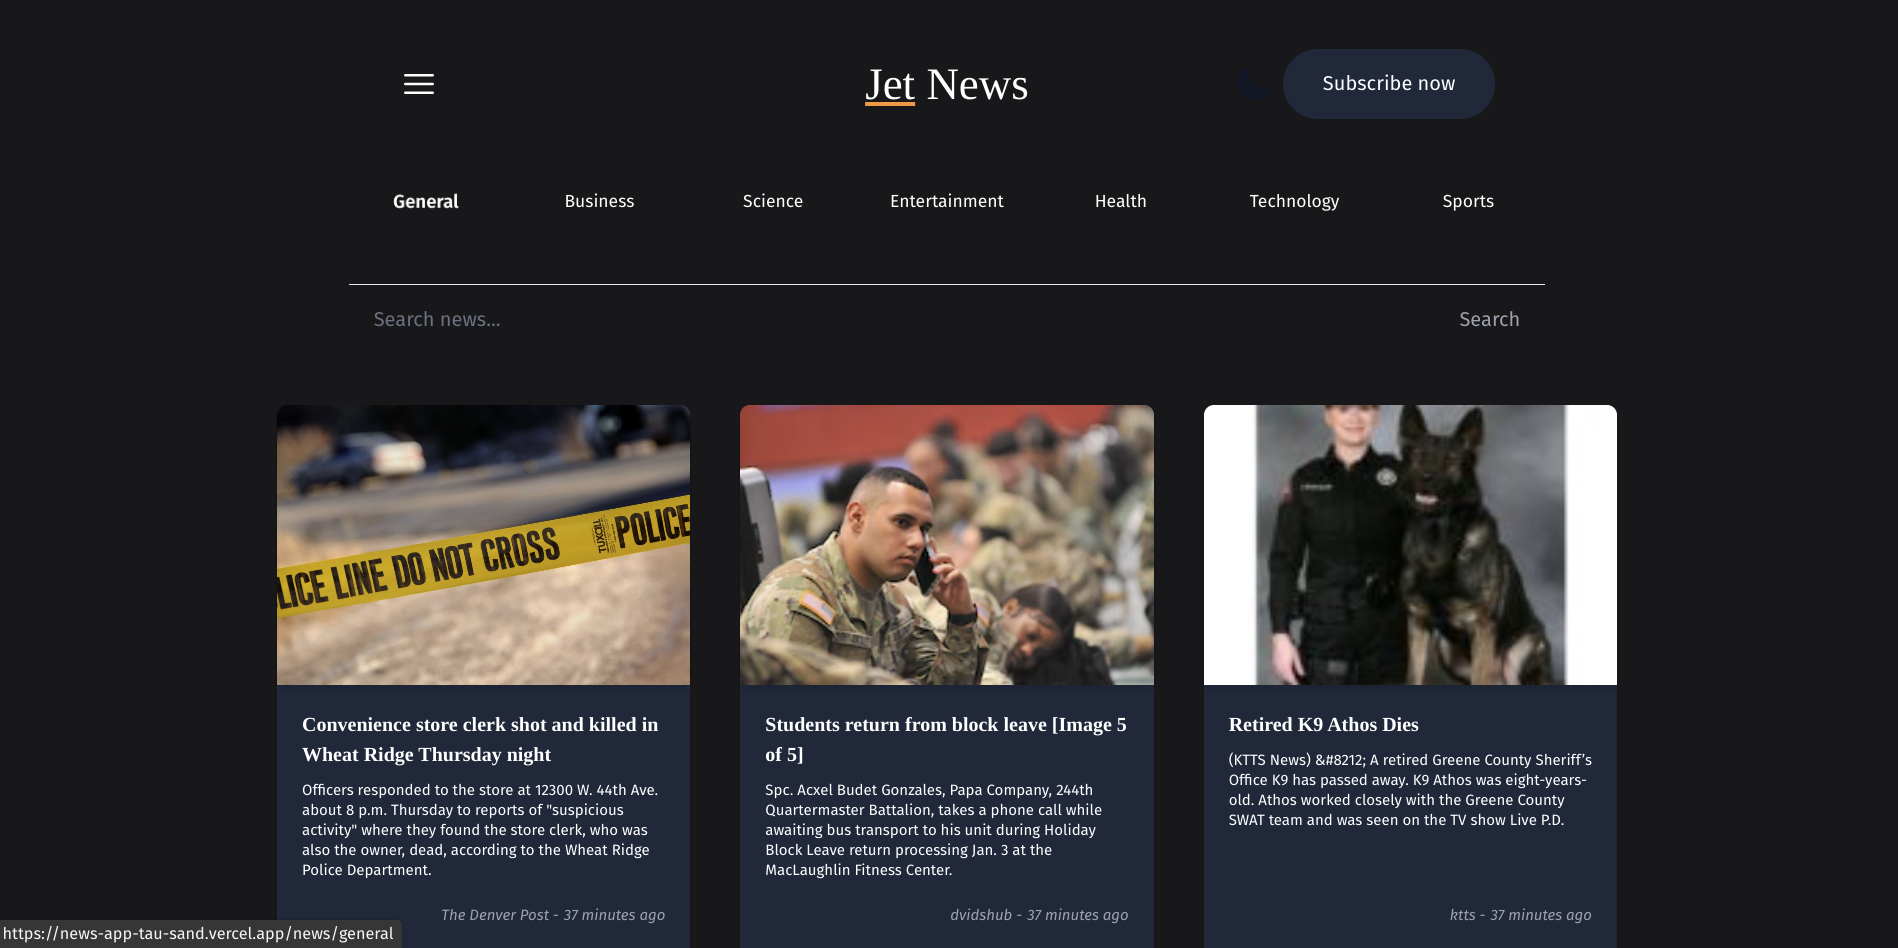 Jet News
Subscribe now
General
Business
Science
Entertainment
Health
Technology
Sports
Search news...
Search
LICE LINE DO NOT CROSS
POLICE
Convenience store clerk shot and killed in
Wheat Ridge Thursday night
Officers responded to the store at 12300 W. 44th Ave.
about 8 p.m. Thursday to reports of "suspicious
activity" where they found the store clerk, who was
also the owner, dead, according to the Wheat Ridge
Police Department.
The Denver Post - 37 minutes ago
Students return from block leave [Image 5
of 5]
Spc. Acxel Budet Gonzales, Papa Company, 244th
Quartermaster Battalion, takes a phone call while
awaiting bus transport to his unit during Holiday
Block Leave return processing Jan. 3 at the
MacLaughlin Fitness Center.
dvidshub - 37 minutes ago
Retired K9 Athos Dies
(KTTS News) &#8212; A retired Greene County Sheriff’s
Office K9 has passed away. K9 Athos was eight-years-
old. Athos worked closely with the Greene County
SWAT team and was seen on the TV show Live P.D.
ktts - 37 minutes ago
https://news-app-tau-sand.vercel.app/news/general